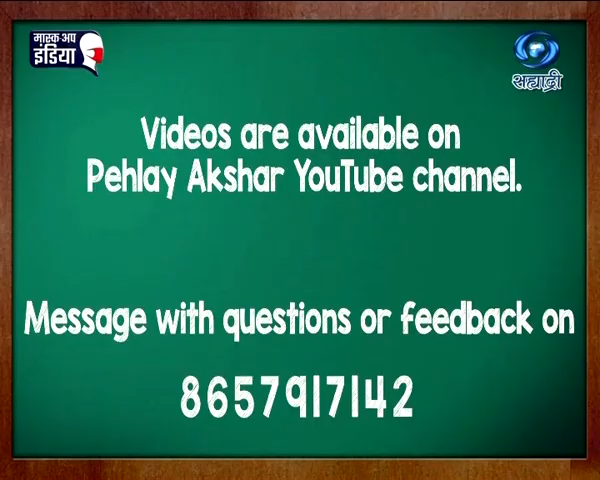 मास्क अप
इंडिया
सह्याद्री
Videos are available on
Pehlay Akshar YouTube channel.
Message with questions or feedback on
8657917142